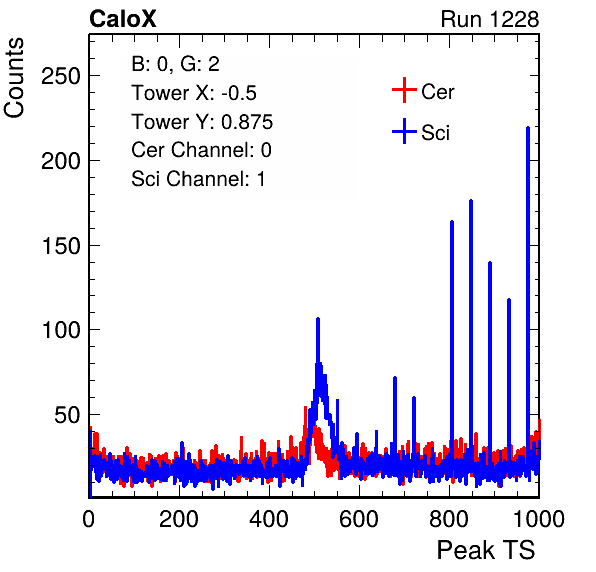 CaloX Run 1228
B: 0, G: 2
Tower X: -0.5
Tower Y: 0.875
Cer Channel: 0
Sci Channel: 1
Cer
Sci
Counts
250
200
150
100
50
0 200 400 600 800 1000
Peak TS